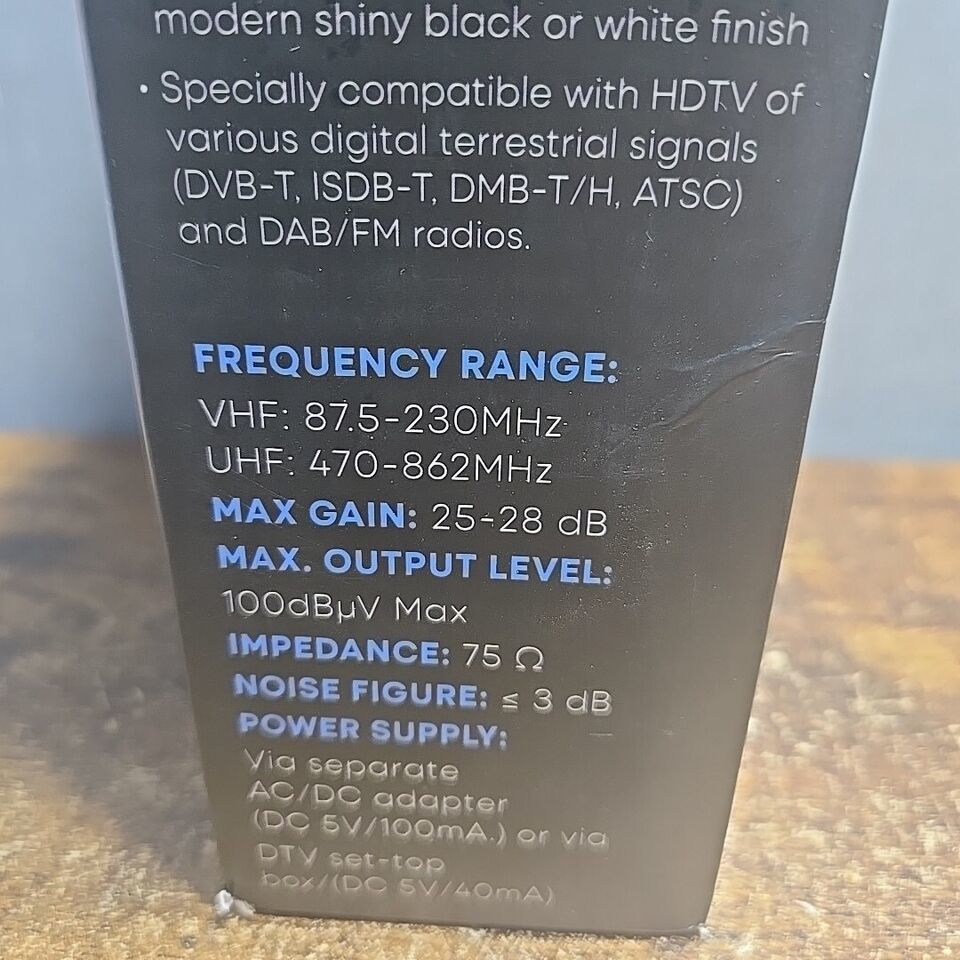 modern shiny black or white finish
• Specially compatible with HDTV of
various digital terrestrial signals
(DVB-T, ISDB-T, DMB-T/H, ATSC)
and DAB/FM radios.
FREQUENCY RANGE:
VHF: 87.5-230MHz
UHF: 470-862MHz
MAX GAIN: 25-28 dB
MAX. OUTPUT LEVEL:
100dBµV Max
IMPEDANCE: 75 Ω
NOISE FIGURE: ≤ 3 dB
POWER SUPPLY:
Via separate
AC/DC adapter
(DC 5V/100mA.) or via
DTV set-top
box/(DC 5V/40mA)